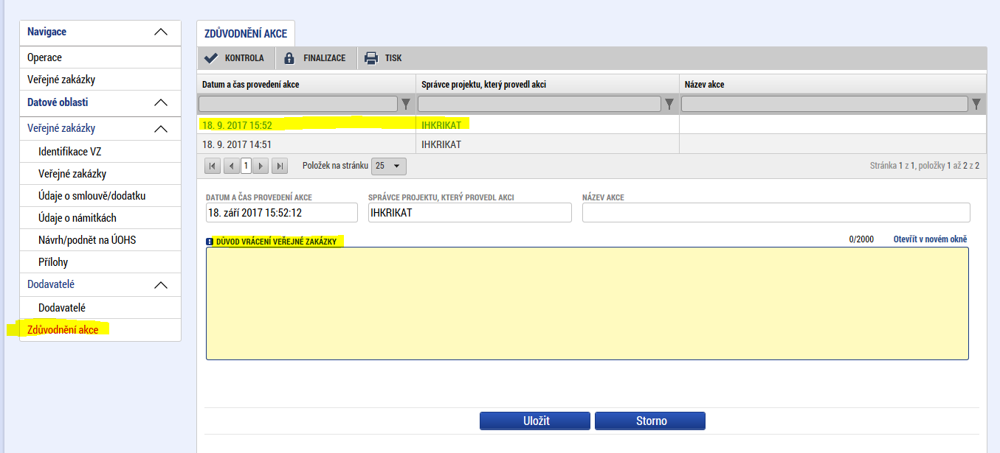 Navigace
Operace
Veřejné zakázky
Datové oblasti
Veřejné zakázky
Identifikace VZ
Veřejné zakázky
Údaje o smlouvě/dodatku
Údaje o námitkách
Návrh/podnět na ÚOHS
Přílohy
Dodavatelé
Dodavatelé
Zdůvodnění akce
ZDŮVODNĚNÍ AKCE
KONTROLA FINALIZACE TISK
Datum a čas provedení akce Správce projektu, který provedl akci Název akce
18. 9. 2017 15:52 IHKRIKAT
18. 9. 2017 14:51 IHKRIKAT
1 Položek na stránku 25 Stránka 1 z 1, položky 1 až 2 z 2
DATUM A ČAS PROVEDENÍ AKCE SPRÁVCE PROJEKTU, KTERÝ PROVEDL AKCI NÁZEV AKCE
18. září 2017 15:52:12 IHKRIKAT
DŮVOD VRÁCENÍ VEŘEJNÉ ZAKÁZKY 0/2000 Otevřít v novém okně
Uložit Storno